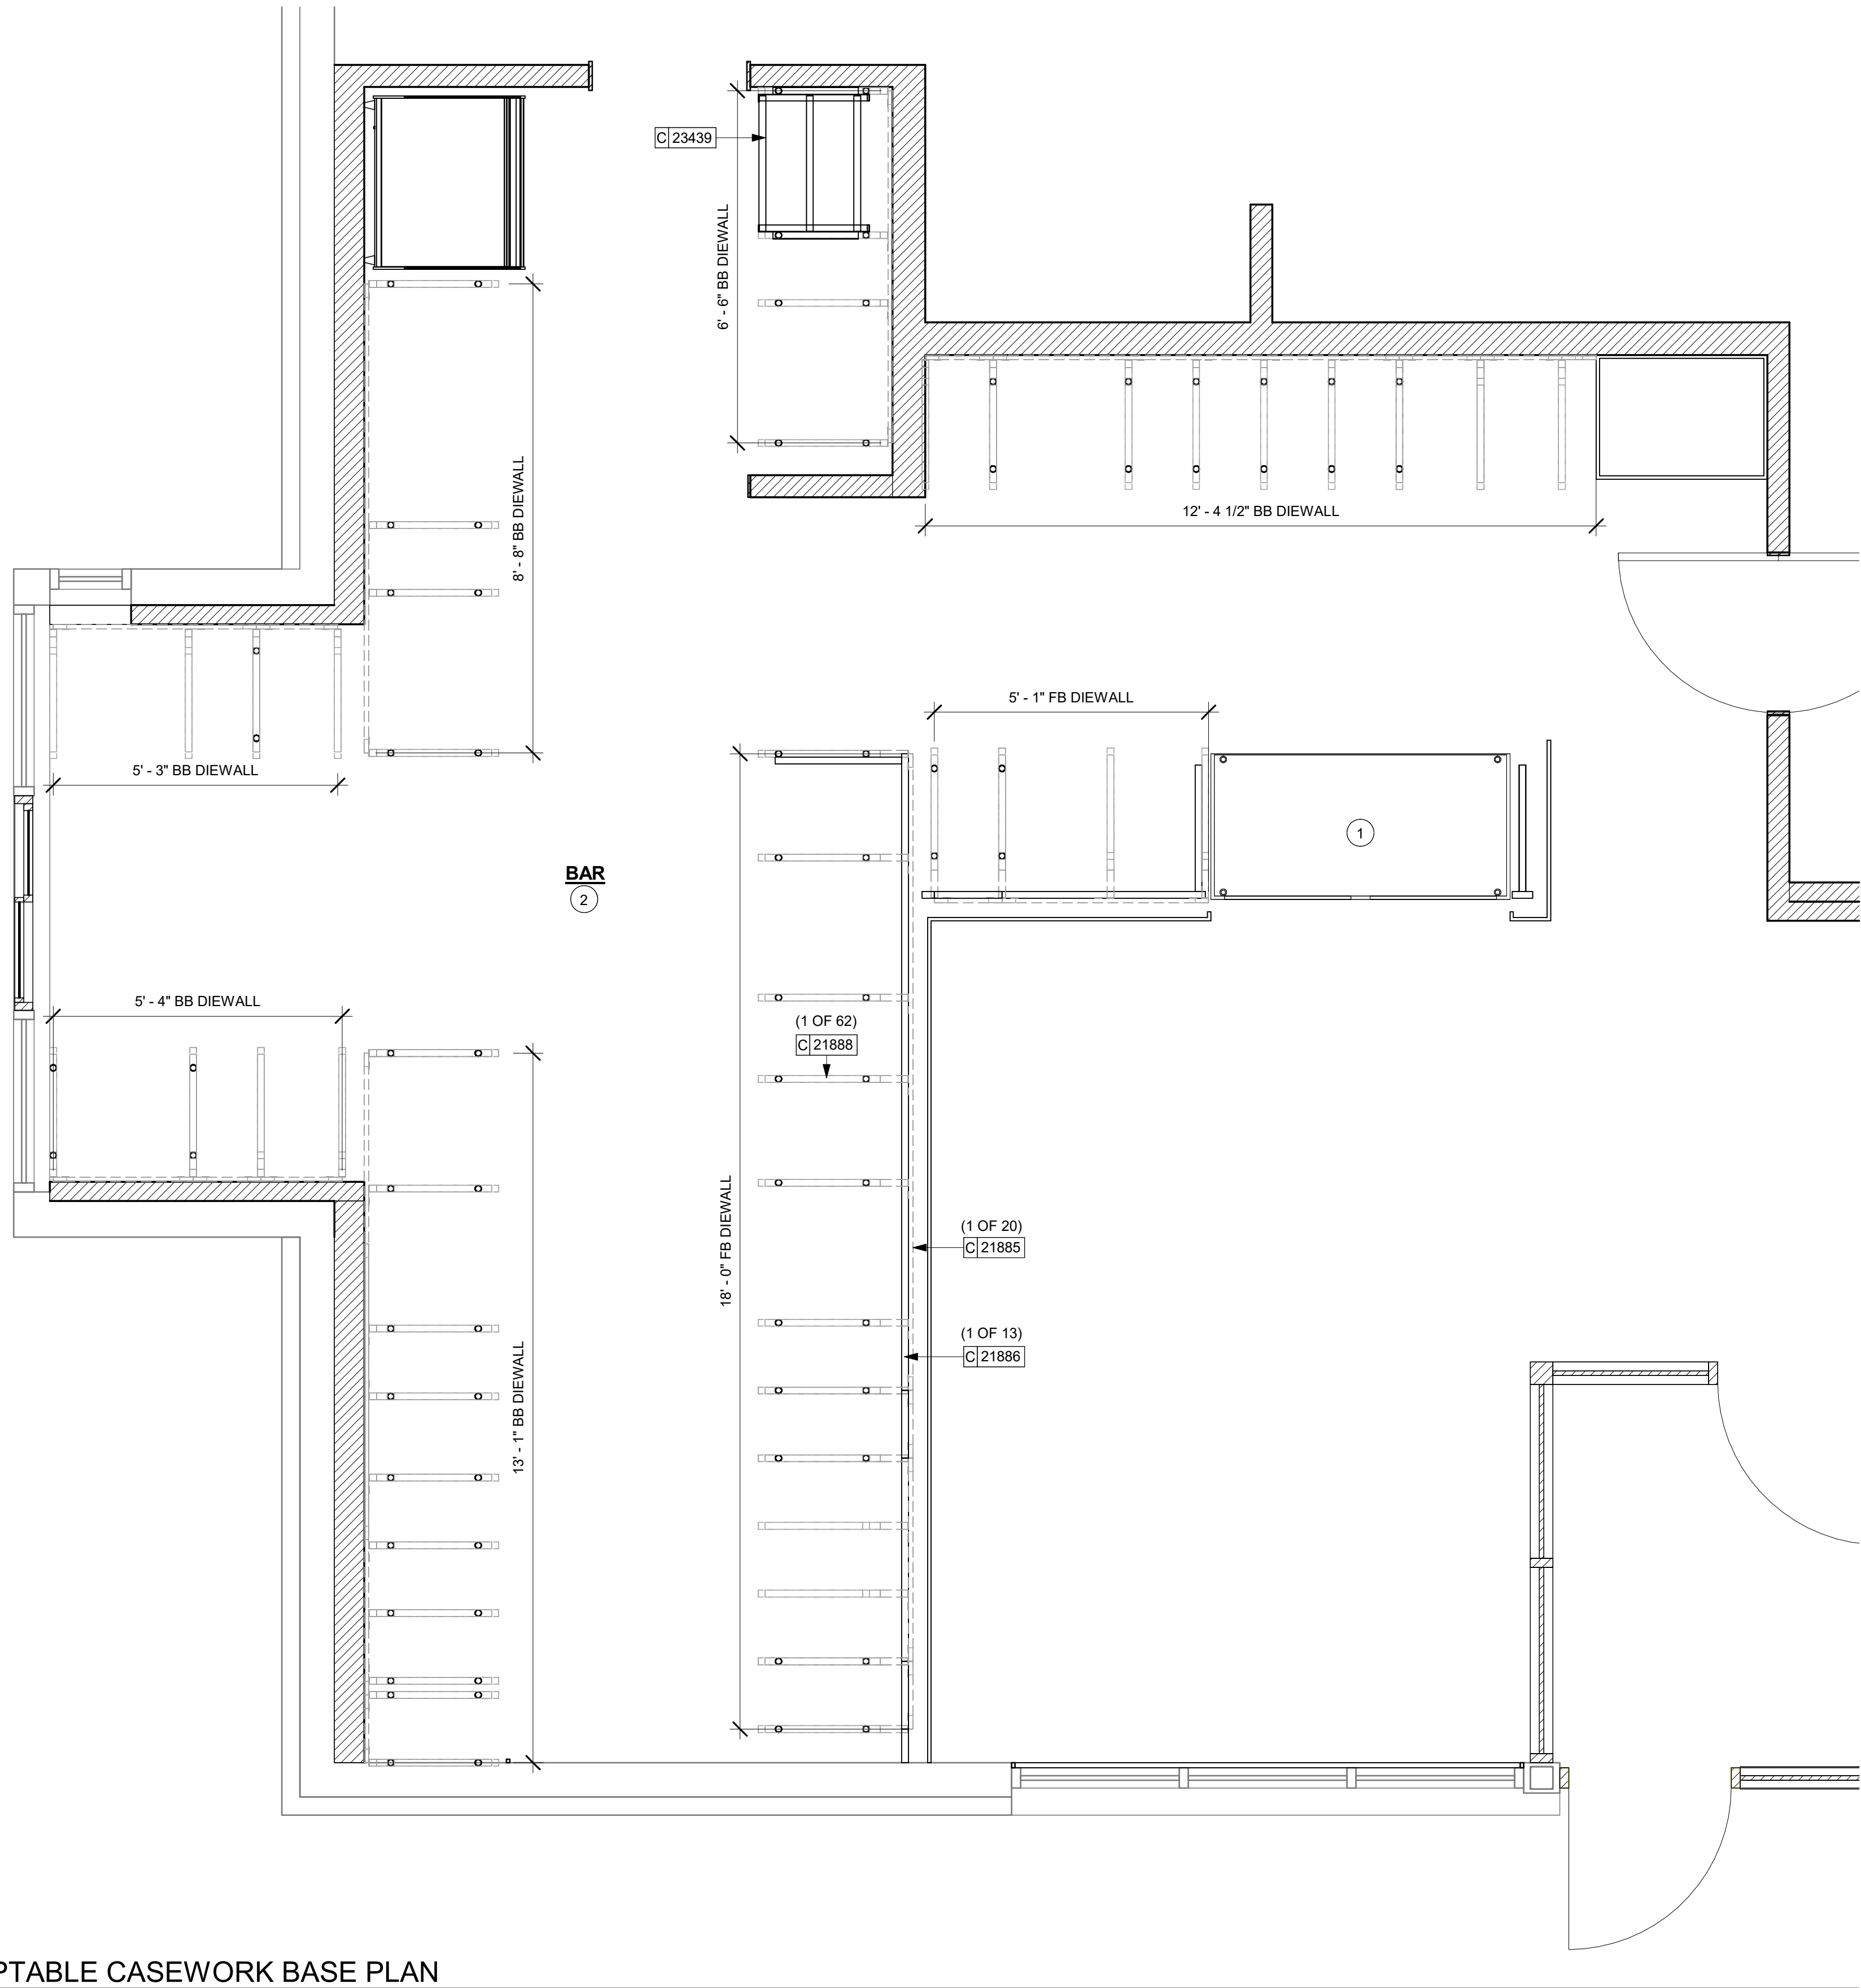 C 23439
6' - 6" BB DIEWALL
8' - 8" BB DIEWALL
12' - 4 1/2" BB DIEWALL
5' - 1" FB DIEWALL
5' - 3" BB DIEWALL
1
BAR
2
5' - 4" BB DIEWALL
(1 OF 62)
C 21888
18' - 0" FB DIEWALL
(1 OF 20)
C 21885
(1 OF 13)
C 21886
13' - 1" BB DIEWALL
PTABLE CASEWORK BASE PLAN